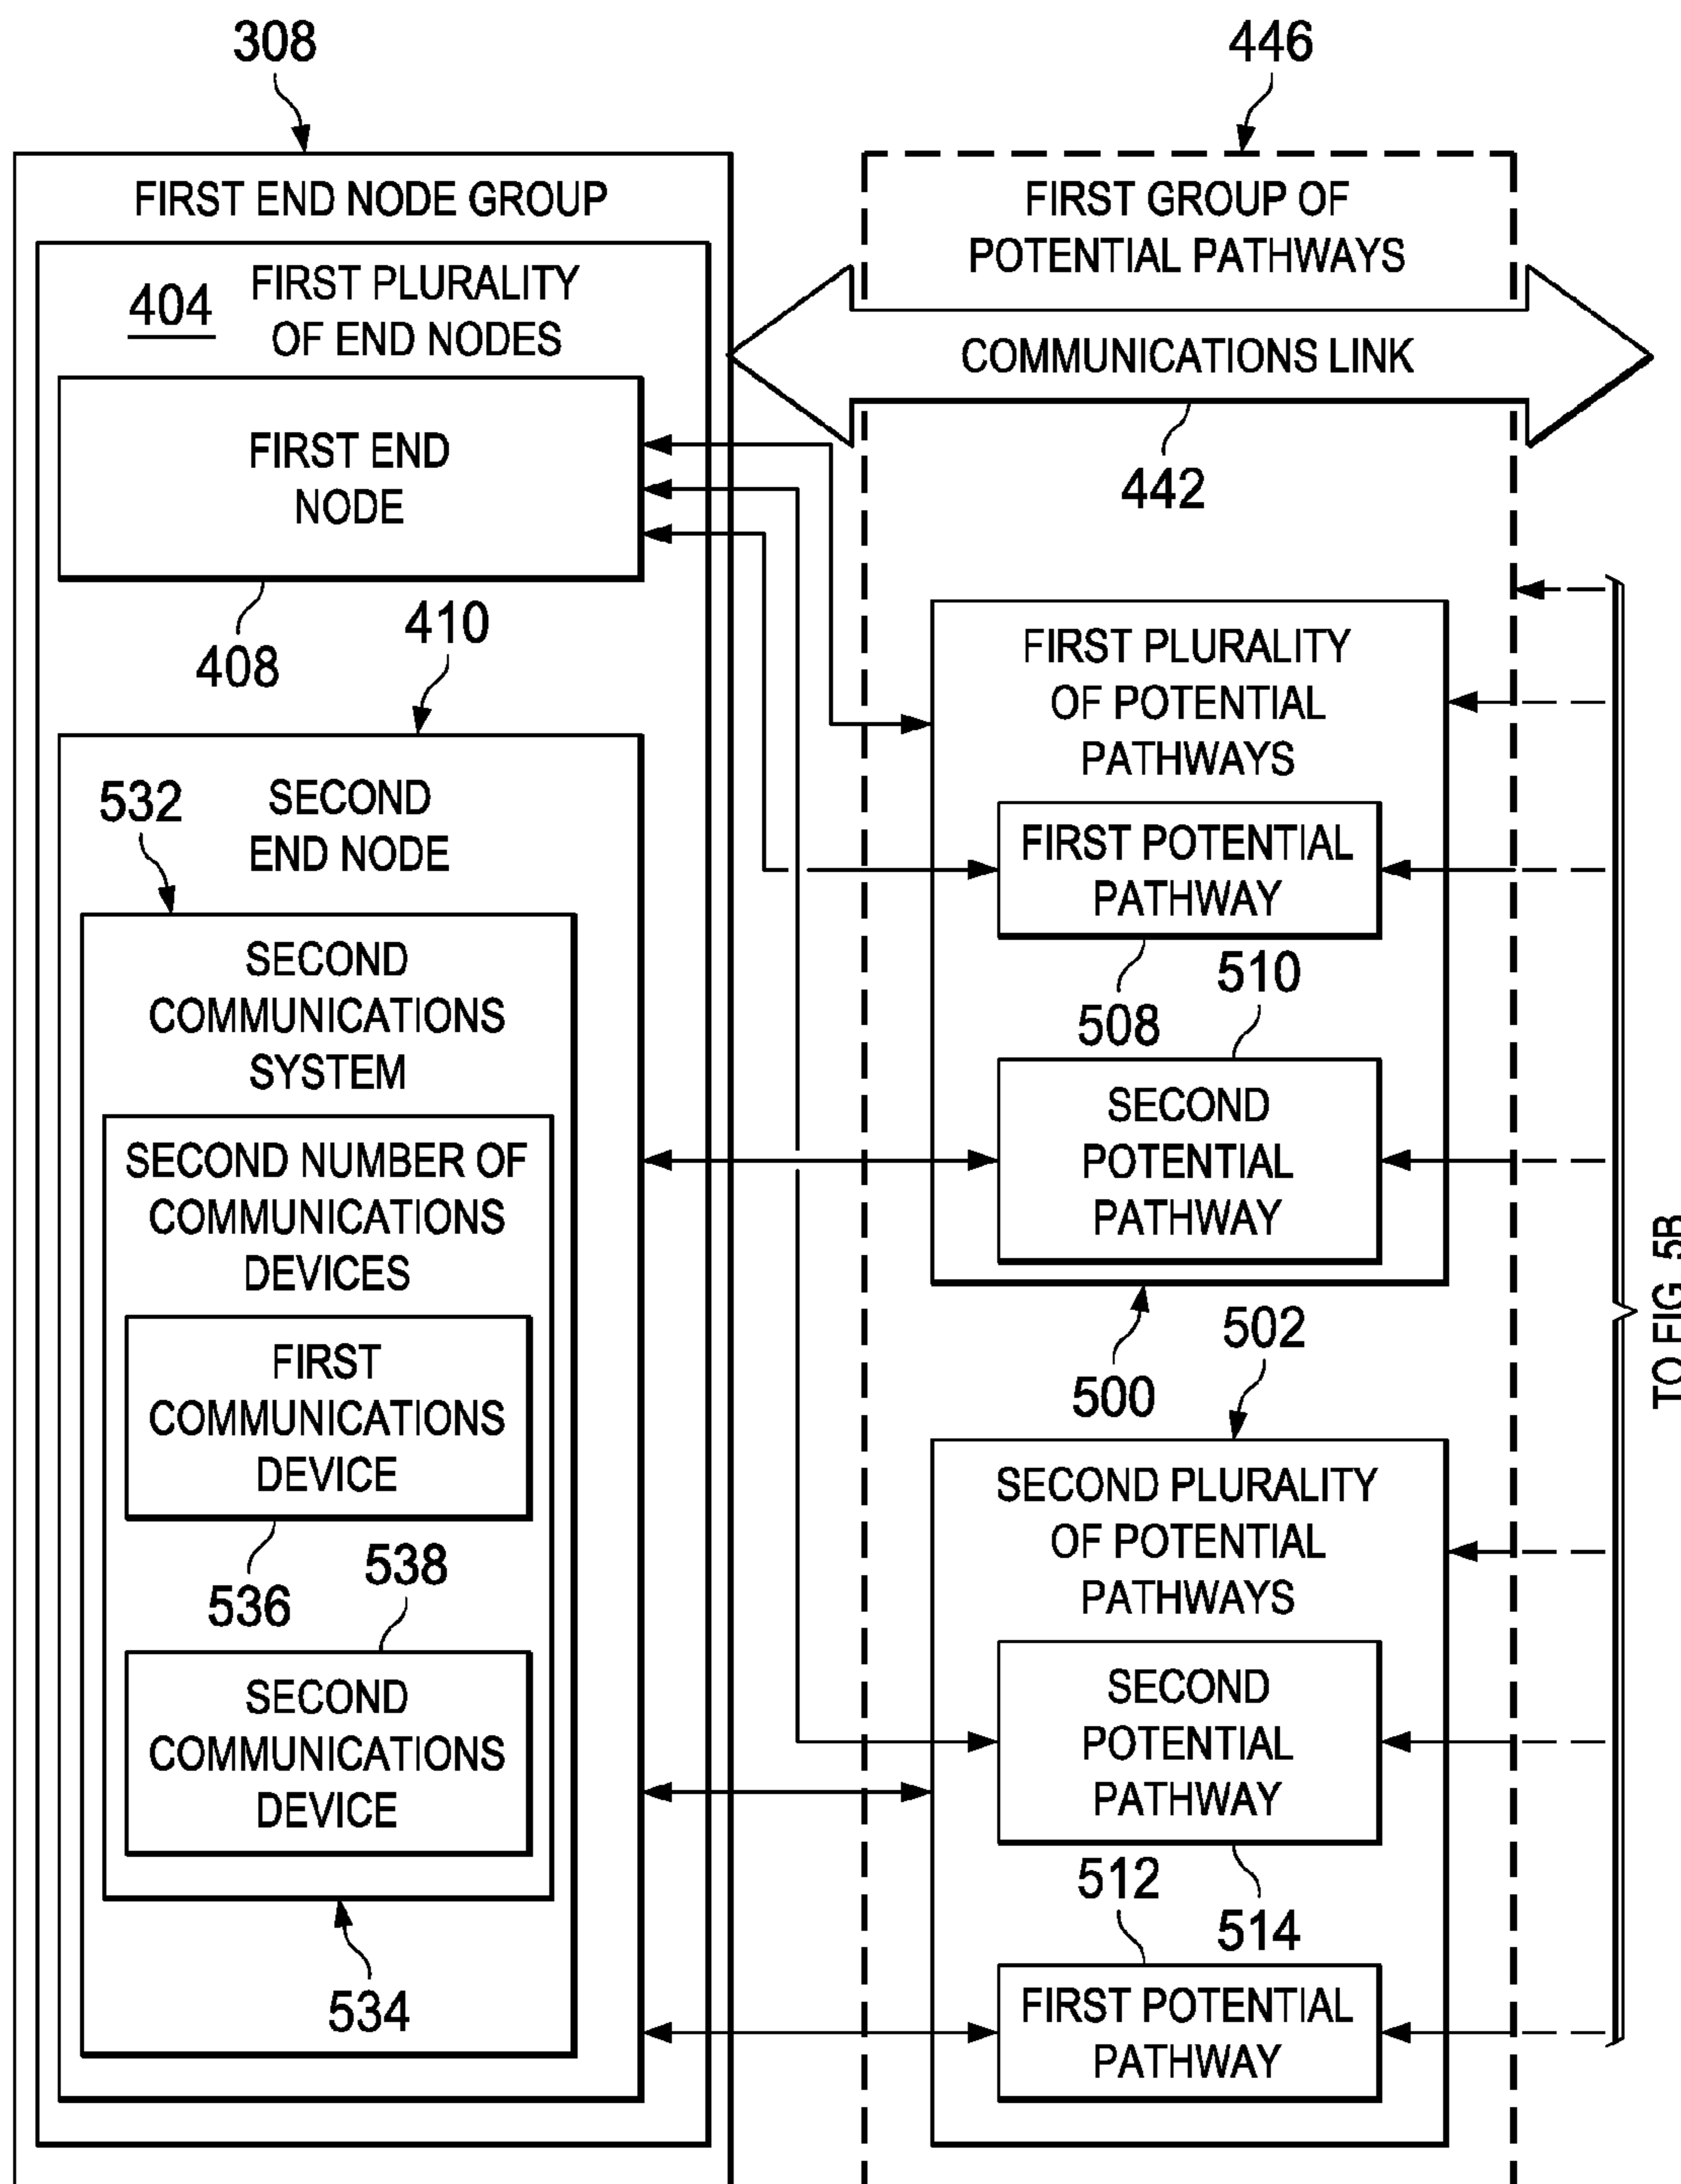 308
FIRST END NODE GROUP
404
FIRST PLURALITY
OF END NODES
FIRST END
NODE
408
410
SECOND
END NODE
532
SECOND
COMMUNICATIONS
SYSTEM
SECOND NUMBER OF
COMMUNICATIONS
DEVICES
FIRST
COMMUNICATIONS
DEVICE
536
538
SECOND
COMMUNICATIONS
DEVICE
534
446
FIRST GROUP OF
POTENTIAL PATHWAYS
COMMUNICATIONS LINK
442
FIRST PLURALITY
OF POTENTIAL
PATHWAYS
FIRST POTENTIAL
PATHWAY
508
510
SECOND
POTENTIAL
PATHWAY
500
502
SECOND PLURALITY
OF POTENTIAL
PATHWAYS
SECOND
POTENTIAL
PATHWAY
514
512
FIRST POTENTIAL
PATHWAY
TO FIG. 5B